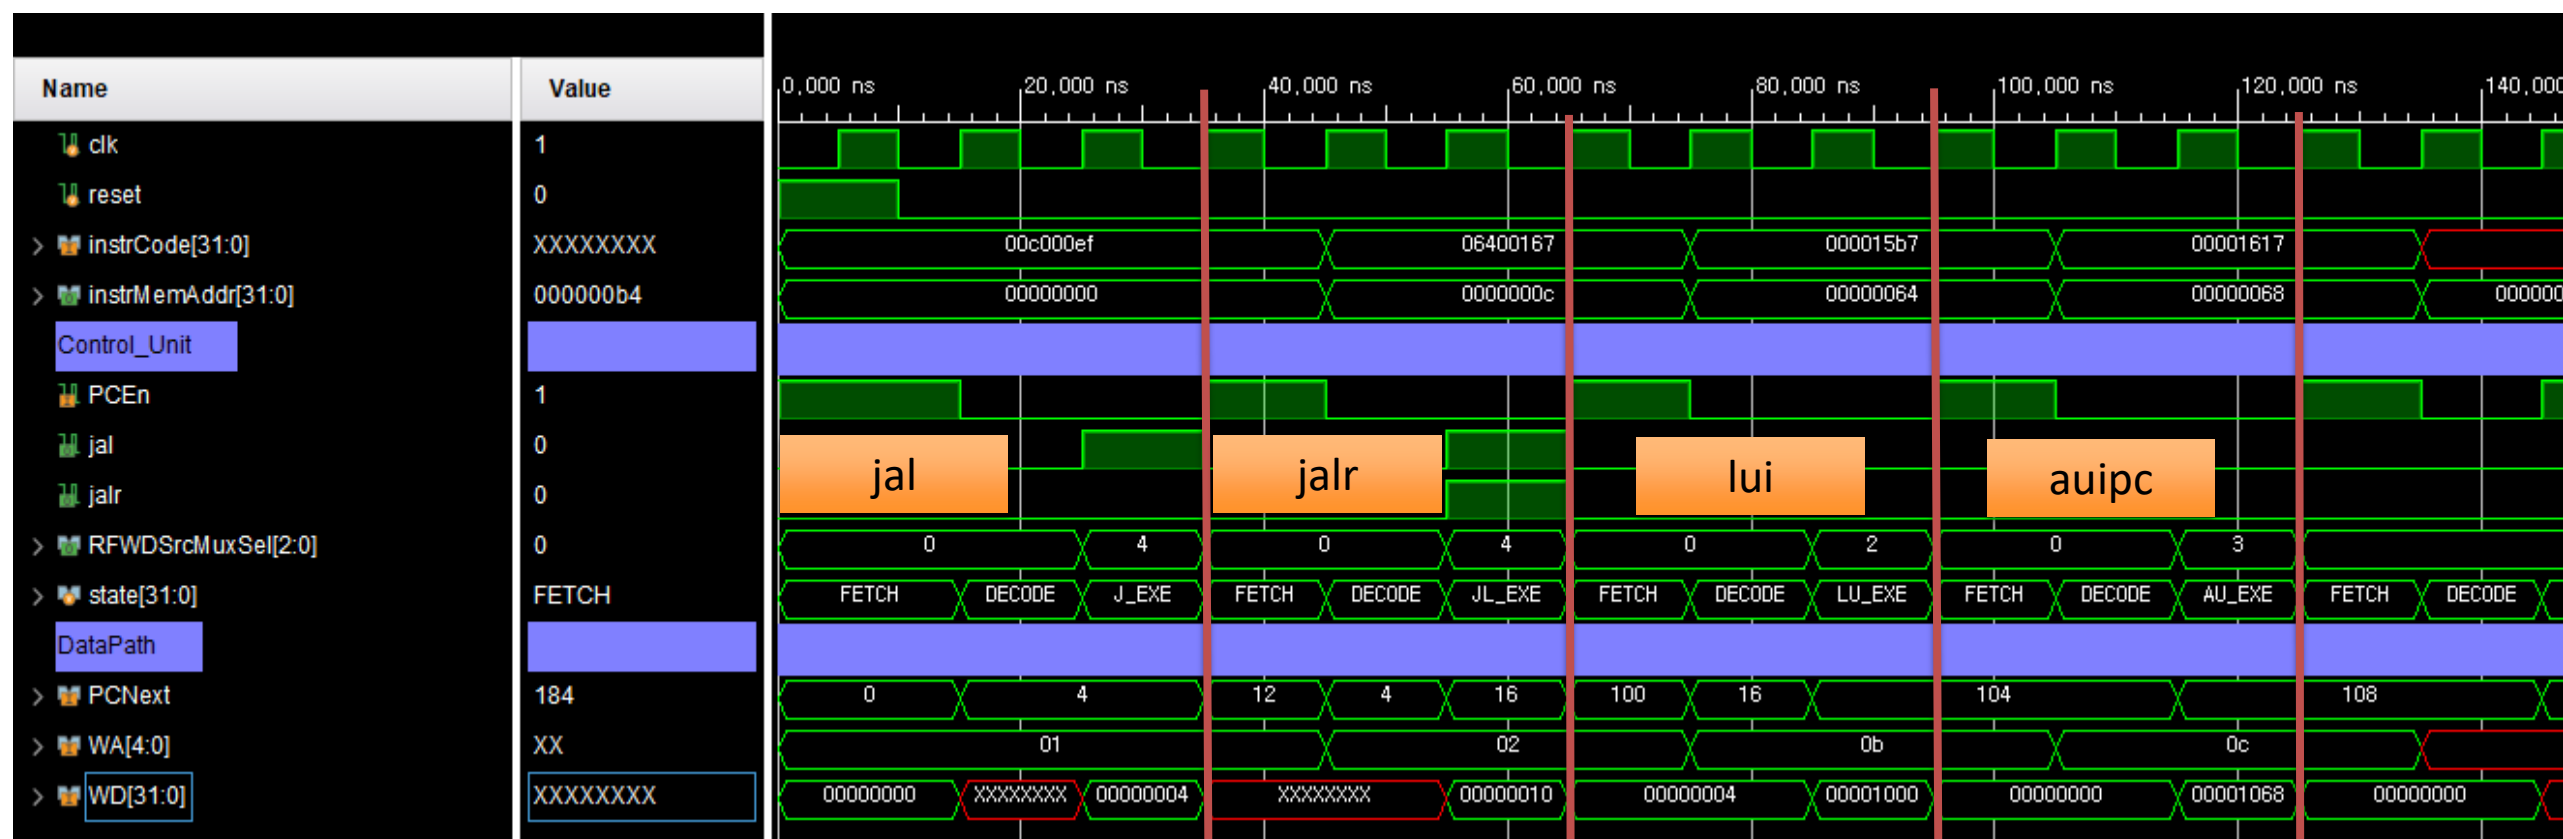 Name Value 0,000 ns 20,000 ns 40,000 ns 60,000 ns 80,000 ns 100,000 ns 120,000 ns 140,000
clk 1
reset 0
instrCode[31:0] XXXXXXXX 00c000ef 06400167 000015b7 00001617
instrMemAddr[31:0] 000000b4 00000000 0000000c 00000064 00000068 000000
Control_Unit
PCEn 1
jal 0
jalr 0
jal jalr lui auipc
RFWDSrcMuxSel[2:0] 0 0 4 0 4 0 2 0 3
state[31:0] FETCH FETCH DECODE J_EXE FETCH DECODE JL_EXE FETCH DECODE LU_EXE FETCH DECODE AU_EXE FETCH DECODE
DataPath
PCNext 184 0 4 12 4 16 100 16 104 108
WA[4:0] XX 01 02 0b 0c
WD[31:0] XXXXXXXX 00000000 XXXXXXXX 00000004 XXXXXXXX 00000010 00000004 00001000 00000000 00001068 00000000